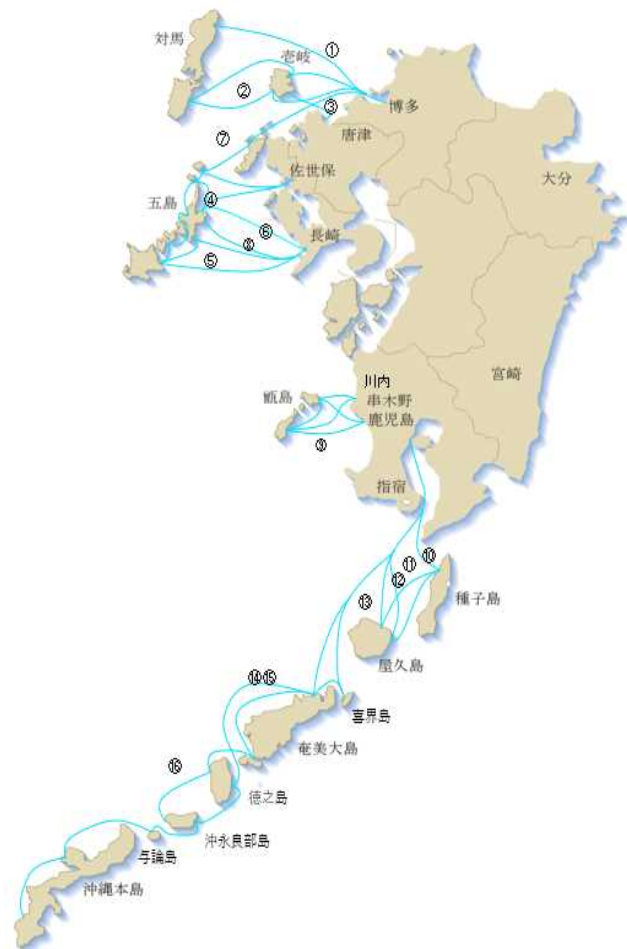 ①
対馬
壱岐
②
③
博多
唐津
⑦
佐世保
大分
④
五島
⑥
長崎
⑧
⑤
宮崎
川内
甑島
串木野
鹿児島
⑨
指宿
⑩
⑪
⑫
種子島
⑬
屋久島
⑭⑮
喜界島
奄美大島
⑯
徳之島
沖永良部島
与論島
沖縄本島